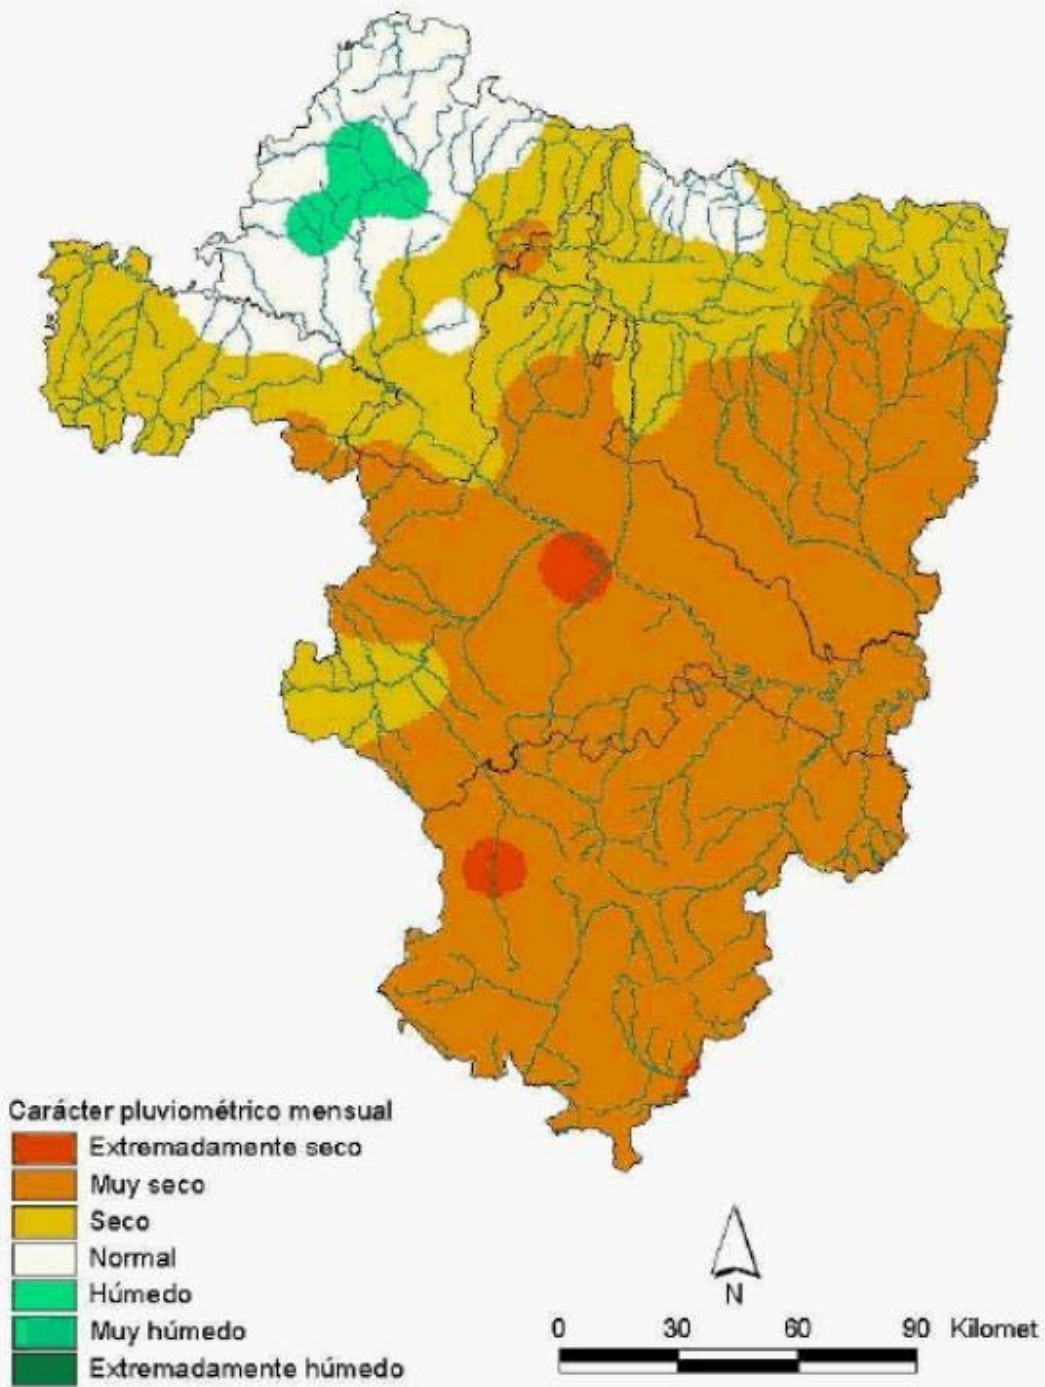 Carácter pluviométrico mensual
Extremadamente seco
Muy seco
Seco
Normal
Húmedo
Muy húmedo
Extremadamente húmedo
N
0 30 60 90 Kilomet